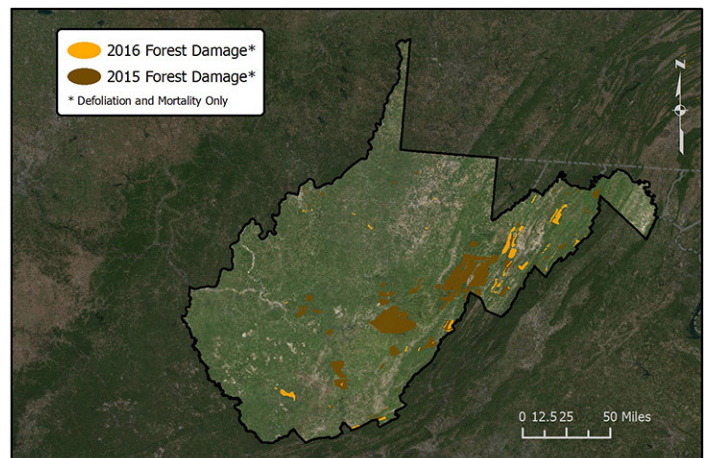 2016 Forest Damage*
2015 Forest Damage*
* Defoliation and Mortality Only
N
0 12.5 25 50 Miles